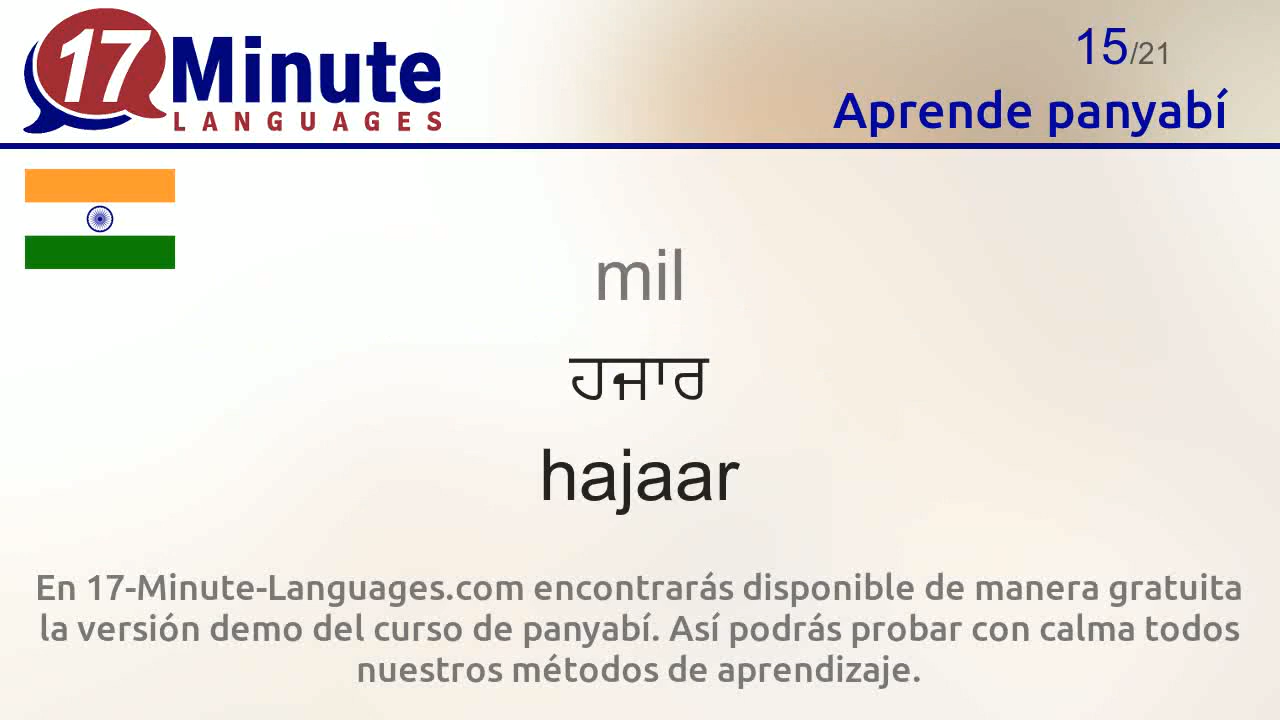 17 Minute
LANGUAGES
15/21
Aprende panyabí
mil
ਹਜਾਰ
hajaar
En 17-Minute-Languages.com encontrarás disponible de manera gratuita
la versión demo del curso de panyabí. Así podrás probar con calma todos
nuestros métodos de aprendizaje.